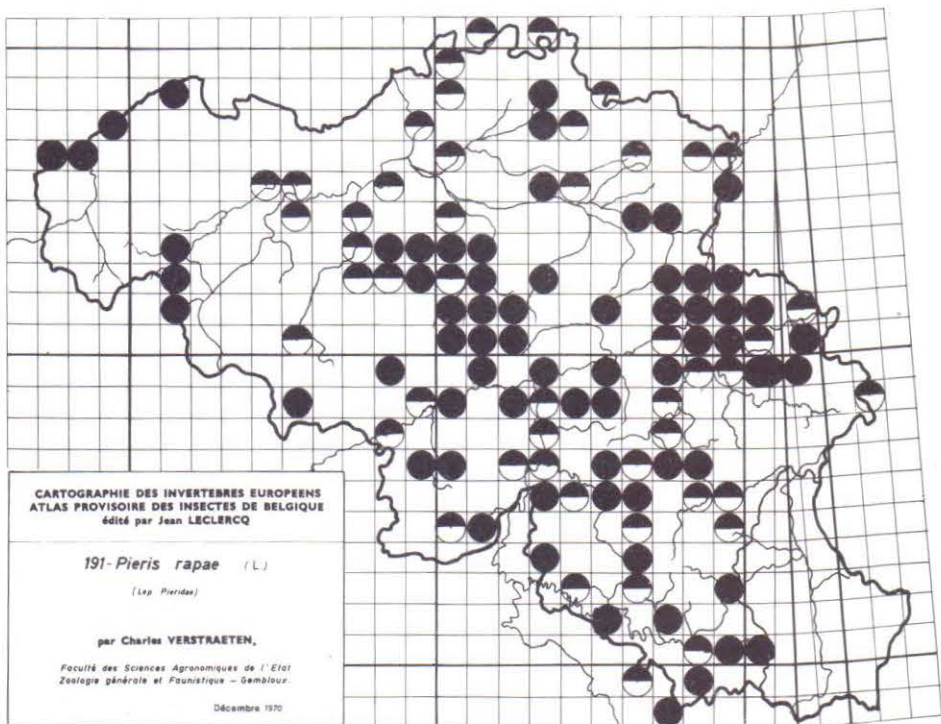 CARTOGRAPHIE DES INVERTEBRES EUROPEENS
ATLAS PROVISOIRE DES INSECTES DE BELGIQUE
édité par Jean LECLERCQ
191-Pieris rapae (L.)
(Lep. Pieridae)
par Charles VERSTRAETEN,
Faculté des Sciences Agronomiques de l'Etat
Zoologie générale et Faunistique – Gembloux.
Décembre 1970